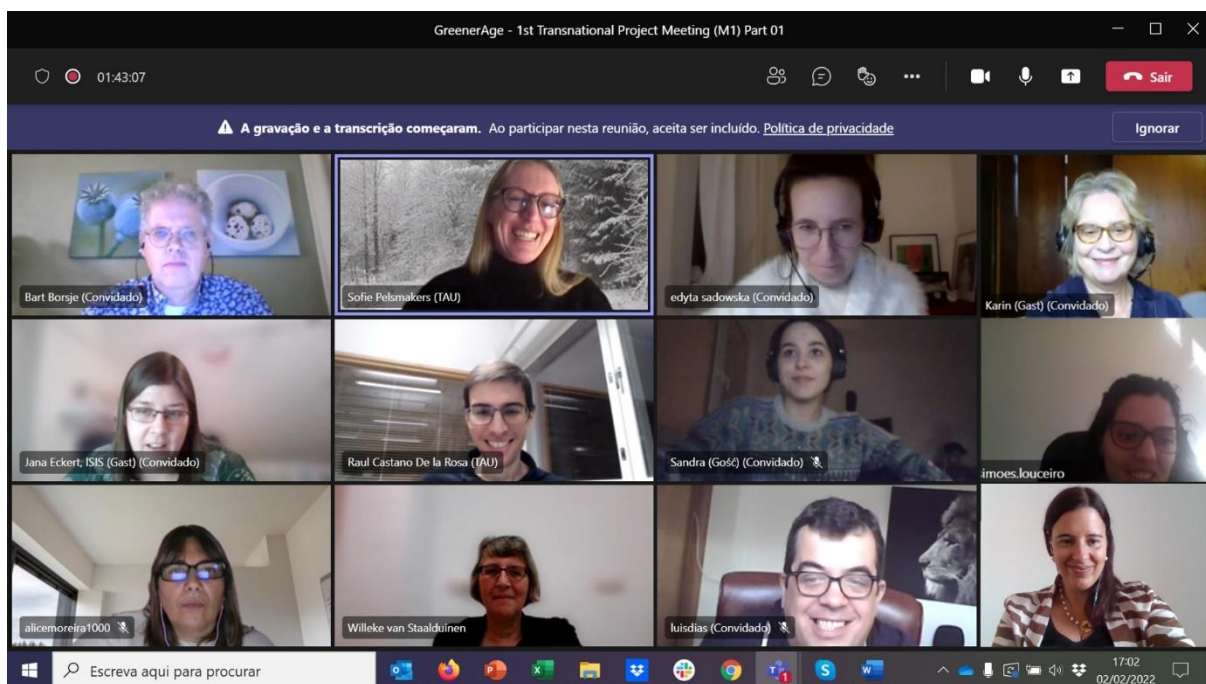 GreenerAge - 1st Transnational Project Meeting (M1) Part 01
01:43:07
Sair
A gravação e a transcrição começaram. Ao participar nesta reunião, aceita ser incluído. Política de privacidade
Ignorar
Bart Borsje (Convidado)
Sofie Pelsmakers (TAU)
edyta sadowska (Convidado)
Karin (Gast) (Convidado)
Jana Eckert, ISIS (Gast) (Convidado)
Raul Castano De la Rosa (TAU)
Sandra (Gość) (Convidado)
simoes.louceiro
alicemoreira1000
Willeke van Staalduinen
luisdias (Convidado)
Escreva aqui para procurar
17:02
02/02/2022